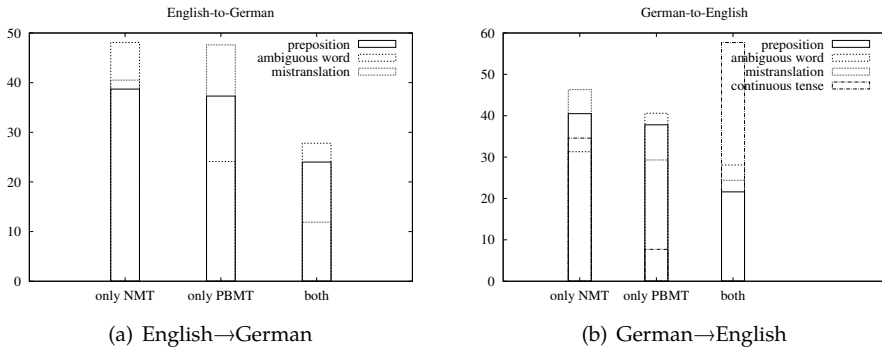 English-to-German
50
40
30
20
10
0
preposition
ambiguous word
mistranslation
only NMT
only PBMT
both
(a) English→German
German-to-English
60
50
40
30
20
10
0
preposition
ambiguous word
mistranslation
continuous tense
only NMT
only PBMT
both
(b) German→English